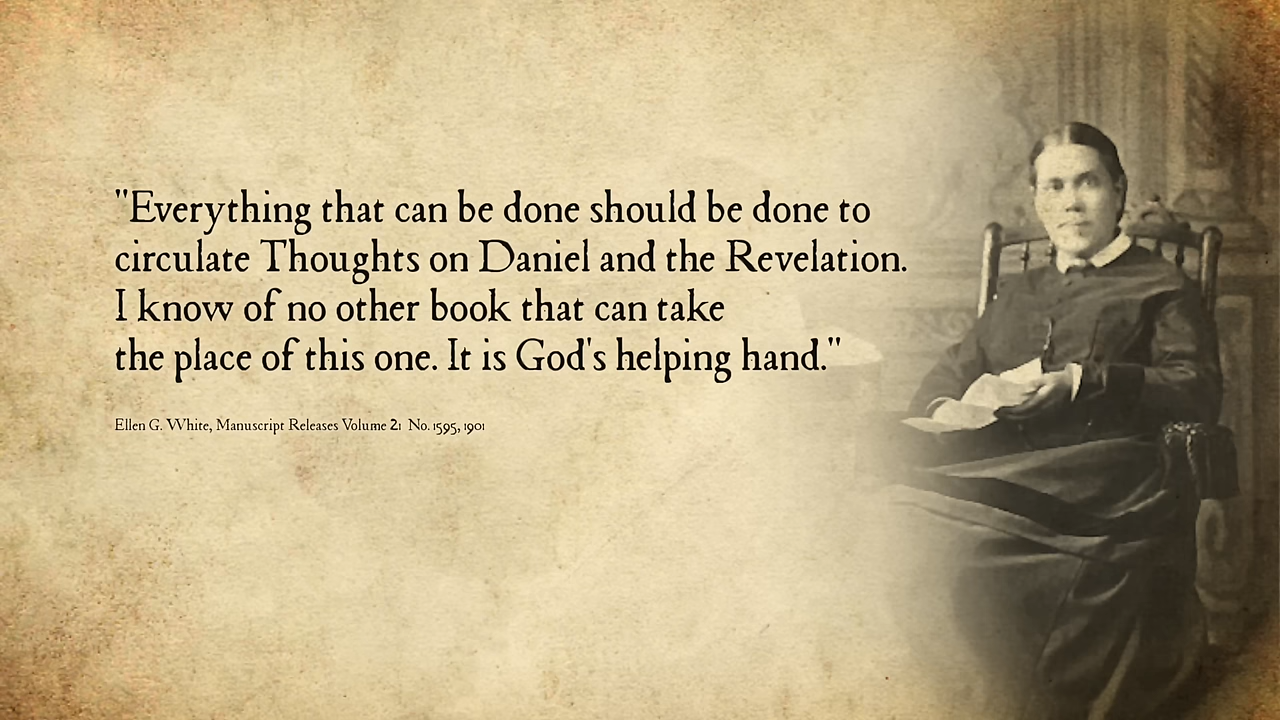 "Everything that can be done should be done to
circulate Thoughts on Daniel and the Revelation.
I know of no other book that can take
the place of this one. It is God's helping hand."
Ellen G. White, Manuscript Releases Volume 21 No. 1595, 1901